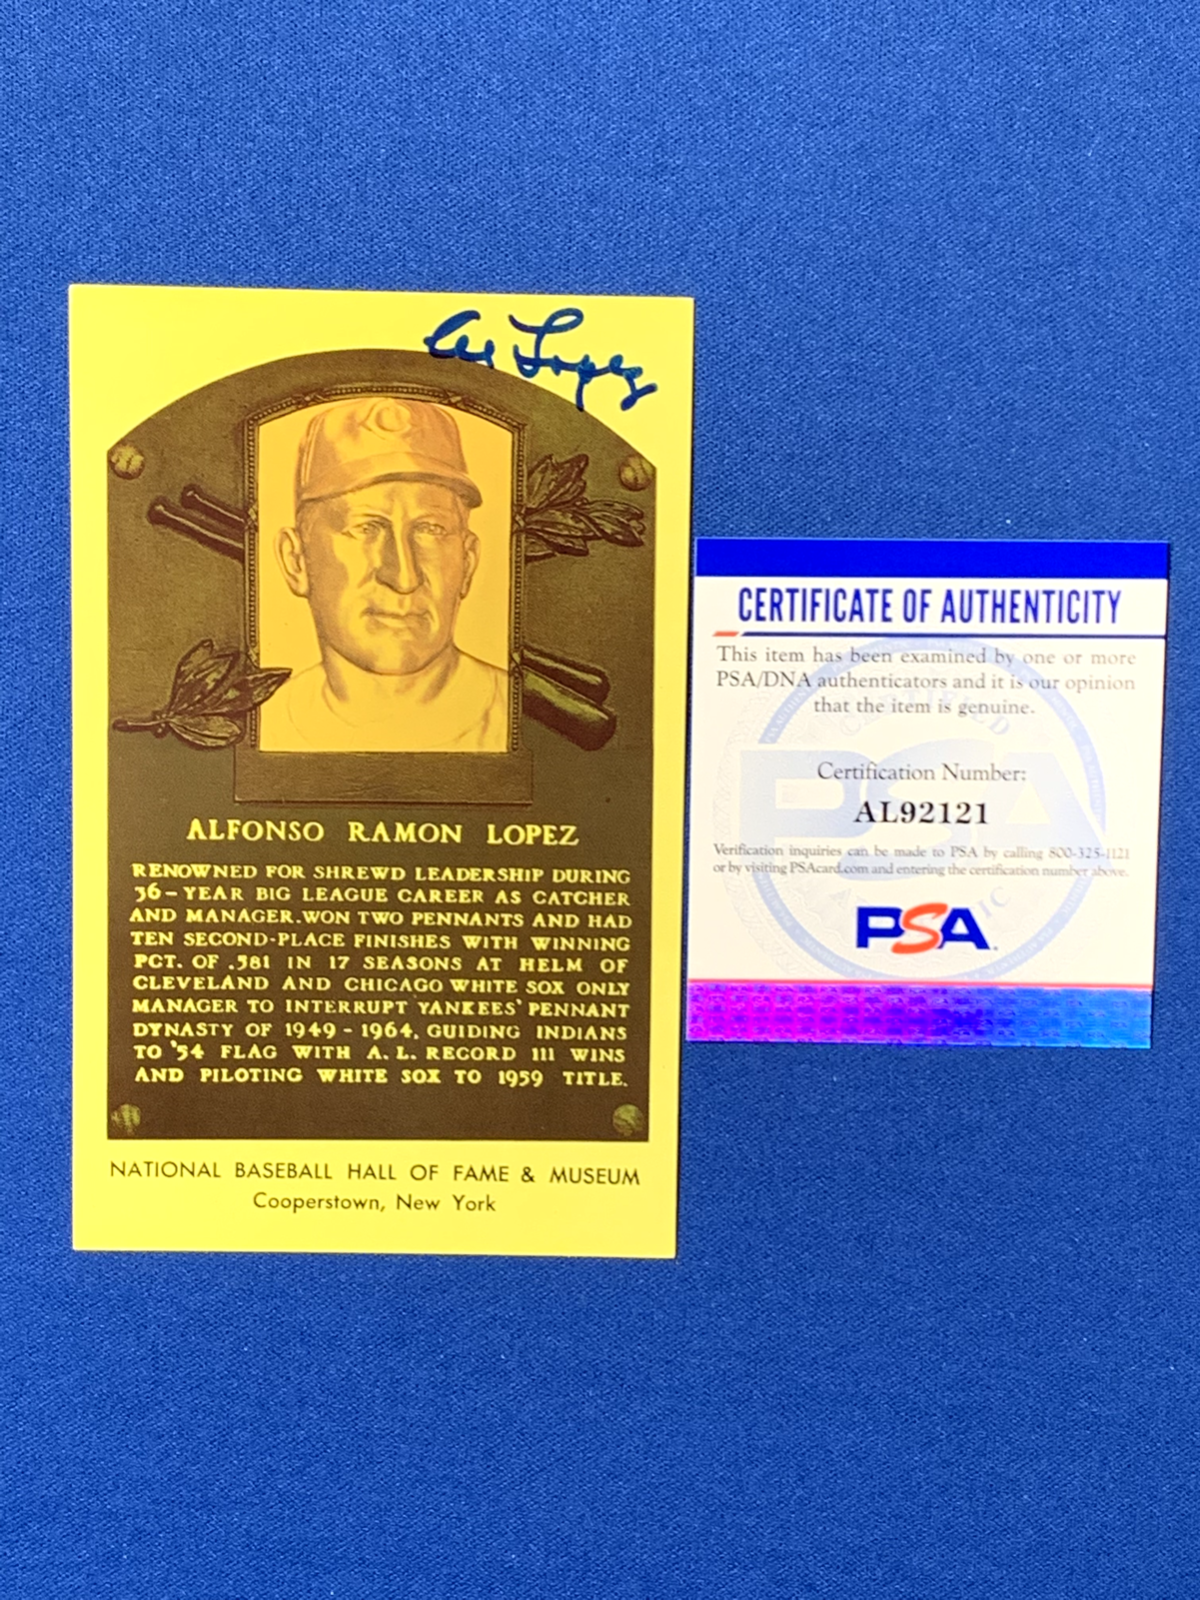 Al Lopez
C
ALFONSO RAMON LOPEZ
RENOWNED FOR SHREWD LEADERSHIP DURING
36-YEAR BIG LEAGUE CAREER AS CATCHER
AND MANAGER. WON TWO PENNANTS AND HAD
TEN SECOND-PLACE FINISHES WITH WINNING
PCT. OF .581 IN 17 SEASONS AT HELM OF
CLEVELAND AND CHICAGO WHITE SOX ONLY
MANAGER TO INTERRUPT YANKEES' PENNANT
DYNASTY OF 1949-1964, GUIDING INDIANS
TO '54 FLAG WITH A.L. RECORD 111 WINS
AND PILOTING WHITE SOX TO 1959 TITLE.
NATIONAL BASEBALL HALL OF FAME & MUSEUM
Cooperstown, New York
CERTIFICATE OF AUTHENTICITY
This item has been examined by one or more
PSA/DNA authenticators and it is our opinion
that the item is genuine.
Certification Number:
AL92121
Verification inquiries can be made to PSA by calling 800-325-1121
or by visiting PSAcard.com and entering the certification number above.
PSA